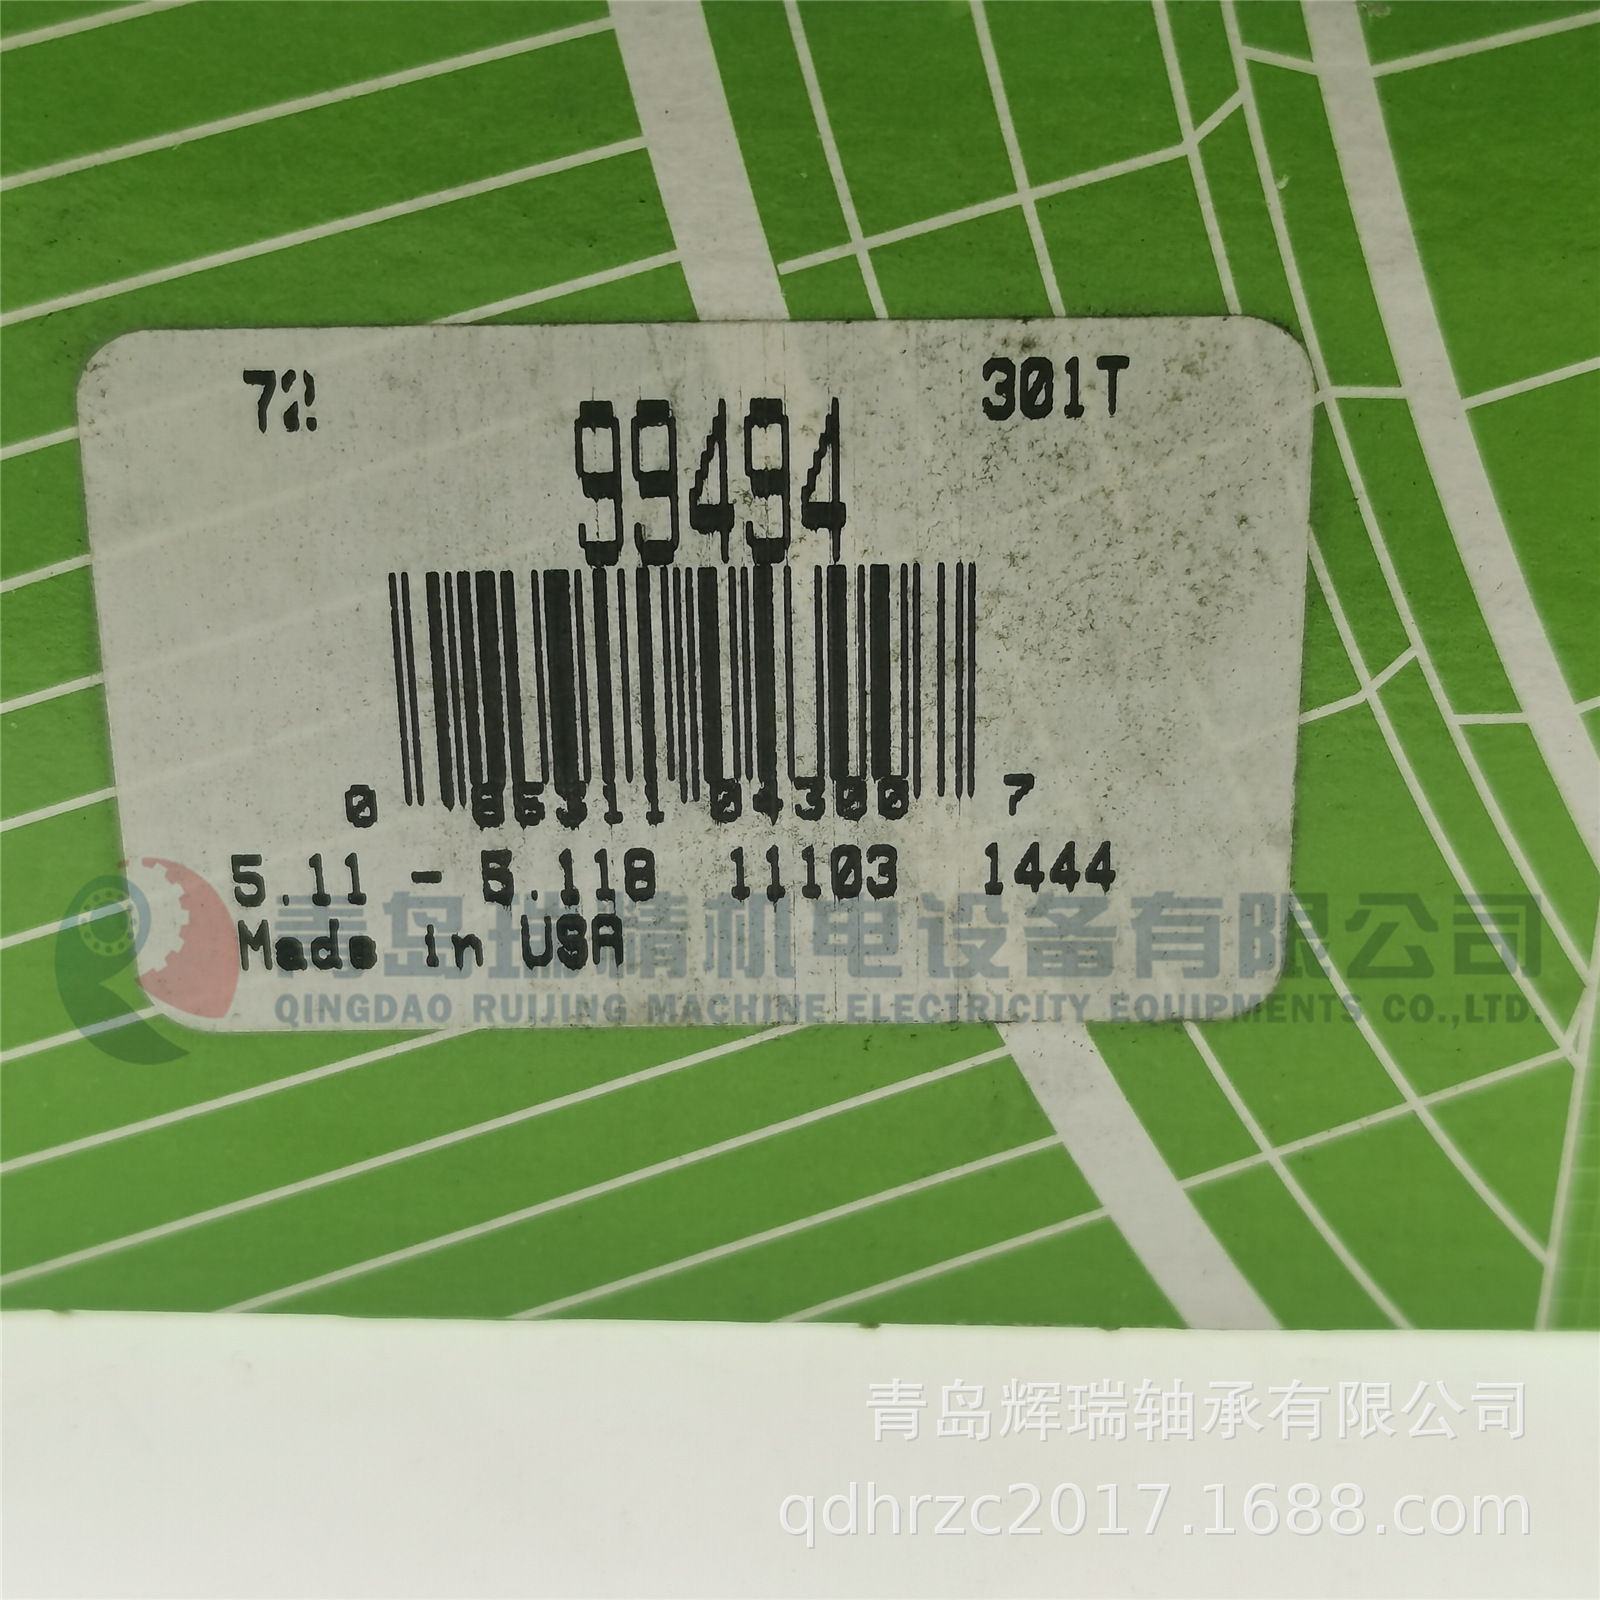 72 301T
99494
0 86311 04300 7
5.11 - 5.118 11103 1444
Made in USA
青岛瑞精机电设备有限公司
QINGDAO RUIJING MACHINE ELECTRICITY EQUIPMENTS CO.,LTD.
青岛辉瑞轴承有限公司
qdhrzc2017.1688.com